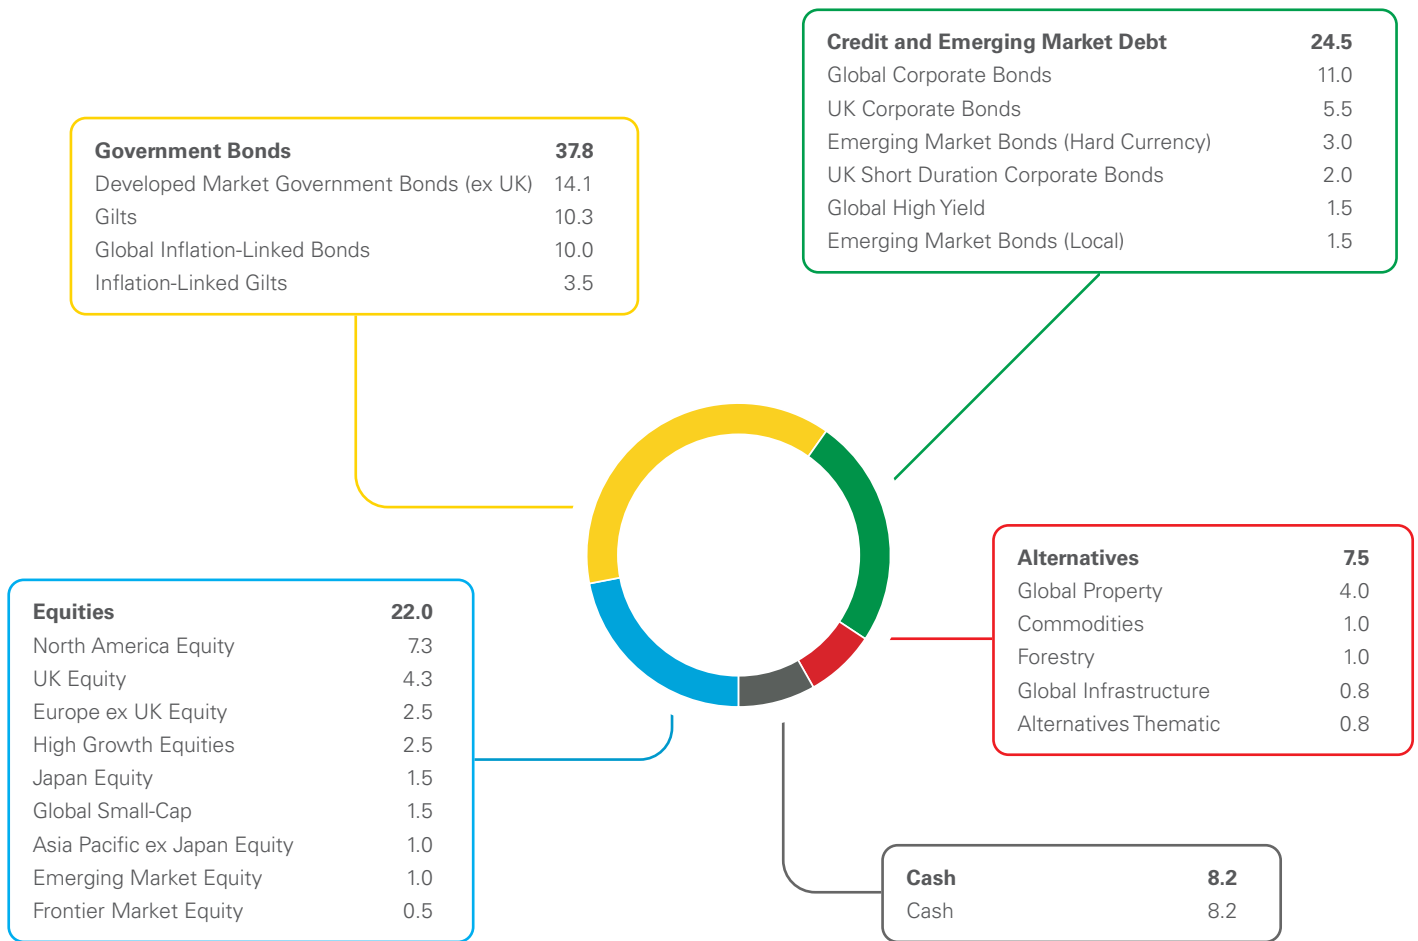 Credit and Emerging Market Debt 24.5
Global Corporate Bonds 11.0
UK Corporate Bonds 5.5
Emerging Market Bonds (Hard Currency) 3.0
UK Short Duration Corporate Bonds 2.0
Global High Yield 1.5
Emerging Market Bonds (Local) 1.5
Government Bonds 37.8
Developed Market Government Bonds (ex UK) 14.1
Gilts 10.3
Global Inflation-Linked Bonds 10.0
Inflation-Linked Gilts 3.5
Alternatives 7.5
Global Property 4.0
Commodities 1.0
Forestry 1.0
Global Infrastructure 0.8
Alternatives Thematic 0.8
Equities 22.0
North America Equity 7.3
UK Equity 4.3
Europe ex UK Equity 2.5
High Growth Equities 2.5
Japan Equity 1.5
Global Small-Cap 1.5
Asia Pacific ex Japan Equity 1.0
Emerging Market Equity 1.0
Frontier Market Equity 0.5
Cash 8.2
Cash 8.2